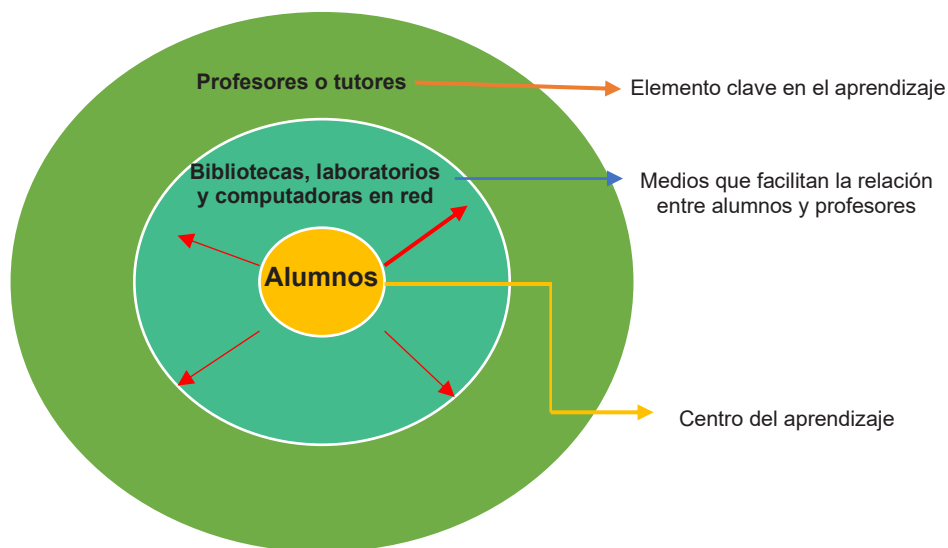 Profesores o tutores
Elemento clave en el aprendizaje
Bibliotecas, laboratorios
y computadoras en red
Medios que facilitan la relación
entre alumnos y profesores
Alumnos
Centro del aprendizaje